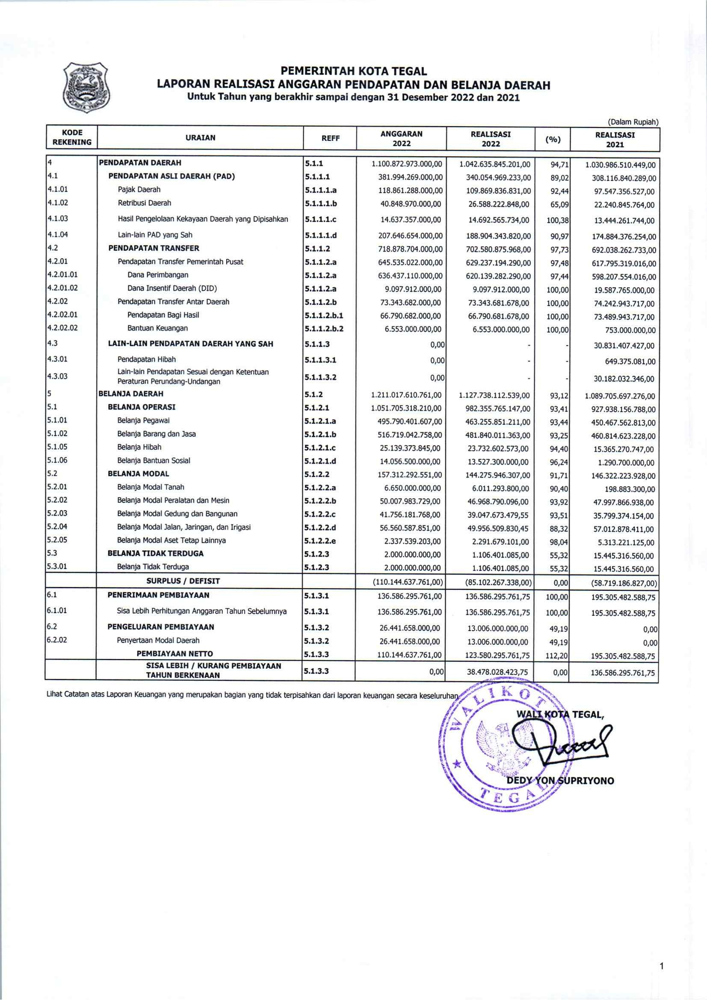 PEMERINTAH KOTA TEGAL
LAPORAN REALISASI ANGGARAN PENDAPATAN DAN BELANJA DAERAH
Untuk Tahun yang berakhir sampai dengan 31 Desember 2022 dan 2021
(Dalam Rupiah)
KODE REKENING URAIAN REFF ANGGARAN 2022 REALISASI 2022 (%) REALISASI 2021
4 PENDAPATAN DAERAH 5.1.1 1.100.872.973.000,00 1.042.635.845.201,00 94,71 1.030.986.510.449,00
4.1 PENDAPATAN ASLI DAERAH (PAD) 5.1.1.1 381.994.269.000,00 340.054.969.233,00 89,02 308.116.840.289,00
4.1.01 Pajak Daerah 5.1.1.1.a 118.861.288.000,00 109.869.836.831,00 92,44 97.547.356.527,00
4.1.02 Retribusi Daerah 5.1.1.1.b 40.848.970.000,00 26.588.222.848,00 65,09 22.240.845.764,00
4.1.03 Hasil Pengelolaan Kekayaan Daerah yang Dipisahkan 5.1.1.1.c 14.637.357.000,00 14.692.565.734,00 100,38 13.444.261.744,00
4.1.04 Lain-lain PAD yang Sah 5.1.1.1.d 207.646.654.000,00 188.904.343.820,00 90,97 174.884.376.254,00
4.2 PENDAPATAN TRANSFER 5.1.1.2 718.878.704.000,00 702.580.875.968,00 97,73 692.038.262.733,00
4.2.01 Pendapatan Transfer Pemerintah Pusat 5.1.1.2.a 645.535.022.000,00 629.237.194.290,00 97,48 617.795.319.016,00
4.2.01.01 Dana Perimbangan 5.1.1.2.a 636.437.110.000,00 620.139.282.290,00 97,44 598.207.554.016,00
4.2.01.02 Dana Insentif Daerah (DID) 5.1.1.2.a 9.097.912.000,00 9.097.912.000,00 100,00 19.587.765.000,00
4.2.02 Pendapatan Transfer Antar Daerah 5.1.1.2.b 73.343.682.000,00 73.343.681.678,00 100,00 74.242.943.717,00
4.2.02.01 Pendapatan Bagi Hasil 5.1.1.2.b.1 66.790.682.000,00 66.790.681.678,00 100,00 73.489.943.717,00
4.2.02.02 Bantuan Keuangan 5.1.1.2.b.2 6.553.000.000,00 6.553.000.000,00 100,00 753.000.000,00
4.3 LAIN-LAIN PENDAPATAN DAERAH YANG SAH 5.1.1.3 0,00 - - 30.831.407.427,00
4.3.01 Pendapatan Hibah 5.1.1.3.1 0,00 - - 649.375.081,00
4.3.03 Lain-lain Pendapatan Sesuai dengan Ketentuan
Peraturan Perundang-Undangan 5.1.1.3.2 0,00 - - 30.182.032.346,00
5 BELANJA DAERAH 5.1.2 1.211.017.610.761,00 1.127.738.112.539,00 93,12 1.089.705.697.276,00
5.1 BELANJA OPERASI 5.1.2.1 1.051.705.318.210,00 982.355.765.147,00 93,41 927.938.156.788,00
5.1.01 Belanja Pegawai 5.1.2.1.a 495.790.401.607,00 463.255.851.211,00 93,44 450.467.562.813,00
5.1.02 Belanja Barang dan Jasa 5.1.2.1.b 516.719.042.758,00 481.840.011.363,00 93,25 460.814.623.228,00
5.1.05 Belanja Hibah 5.1.2.1.c 25.139.373.845,00 23.732.602.573,00 94,40 15.365.270.747,00
5.1.06 Belanja Bantuan Sosial 5.1.2.1.d 14.056.500.000,00 13.527.300.000,00 96,24 1.290.700.000,00
5.2 BELANJA MODAL 5.1.2.2 157.312.292.551,00 144.275.946.307,00 91,71 146.322.223.928,00
5.2.01 Belanja Modal Tanah 5.1.2.2.a 6.650.000.000,00 6.011.293.800,00 90,40 198.883.300,00
5.2.02 Belanja Modal Peralatan dan Mesin 5.1.2.2.b 50.007.983.729,00 46.968.790.096,00 93,92 47.997.866.938,00
5.2.03 Belanja Modal Gedung dan Bangunan 5.1.2.2.c 41.756.181.768,00 39.047.673.479,55 93,51 35.799.374.154,00
5.2.04 Belanja Modal Jalan, Jaringan, dan Irigasi 5.1.2.2.d 56.560.587.851,00 49.956.509.830,45 88,32 57.012.878.411,00
5.2.05 Belanja Modal Aset Tetap Lainnya 5.1.2.2.e 2.337.539.203,00 2.291.679.101,00 98,04 5.313.221.125,00
5.3 BELANJA TIDAK TERDUGA 5.1.2.3 2.000.000.000,00 1.106.401.085,00 55,32 15.445.316.560,00
5.3.01 Belanja Tidak Terduga 5.1.2.3 2.000.000.000,00 1.106.401.085,00 55,32 15.445.316.560,00
SURPLUS / DEFISIT (110.144.637.761,00) (85.102.267.338,00) 0,00 (58.719.186.827,00)
6.1 PENERIMAAN PEMBIAYAAN 5.1.3.1 136.586.295.761,00 136.586.295.761,75 100,00 195.305.482.588,75
6.1.01 Sisa Lebih Perhitungan Anggaran Tahun Sebelumnya 5.1.3.1 136.586.295.761,00 136.586.295.761,75 100,00 195.305.482.588,75
6.2 PENGELUARAN PEMBIAYAAN 5.1.3.2 26.441.658.000,00 13.006.000.000,00 49,19 0,00
6.2.02 Penyertaan Modal Daerah 5.1.3.2 26.441.658.000,00 13.006.000.000,00 49,19 0,00
PEMBIAYAAN NETTO 5.1.3.3 110.144.637.761,00 123.580.295.761,75 112,20 195.305.482.588,75
SISA LEBIH / KURANG PEMBIAYAAN
TAHUN BERKENAAN 5.1.3.3 0,00 38.478.028.423,75 0,00 136.586.295.761,75
Lihat Catatan atas Laporan Keuangan yang merupakan bagian yang tidak terpisahkan dari laporan keuangan secara keseluruhan
WALIKOTA
WALI KOTA TEGAL,
DEDY YON SUPRIYONO
TEGAL
1